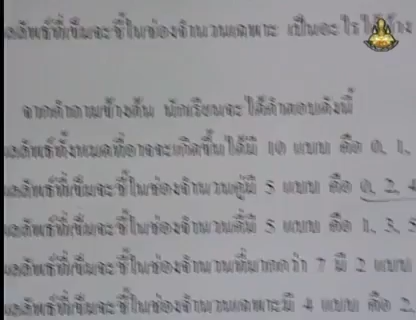 ผลลัพธ์ที่เข็มจะชี้ในช่องจำนวนเฉพาะ เป็นอะไรได้บ้าง
จากคำถามข้างต้น นักเรียนจะได้คำตอบดังนี้
ผลลัพธ์ทั้งหมดที่อาจจะเกิดขึ้นได้มี 10 แบบ คือ 0, 1,
ผลลัพธ์ที่เข็มจะชี้ในช่องจำนวนคู่มี 5 แบบ คือ 0, 2, 4
ผลลัพธ์ที่เข็มจะชี้ในช่องจำนวนคี่มี 5 แบบ คือ 1, 3, 5
ผลลัพธ์ที่เข็มจะชี้ในช่องจำนวนที่มากกว่า 7 มี 2 แบบ
ผลลัพธ์ที่เข็มจะชี้ในช่องจำนวนเฉพาะมี 4 แบบ คือ 2,